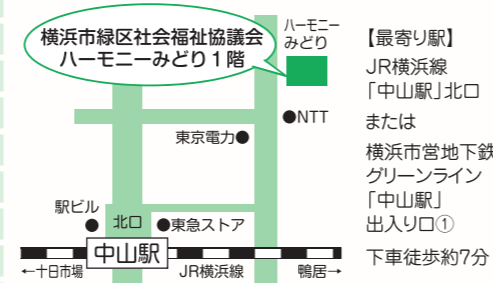 横浜市緑区社会福祉協議会
ハーモニーみどり1階
ハーモニー
みどり
●NTT
東京電力●
駅ビル
●
北口
●東急ストア
中山駅
←十日市場
JR横浜線
鴨居→
【最寄り駅】
JR横浜線
「中山駅」北口
または
横浜市営地下鉄
グリーンライン
「中山駅」
出入り口①
下車徒歩約7分